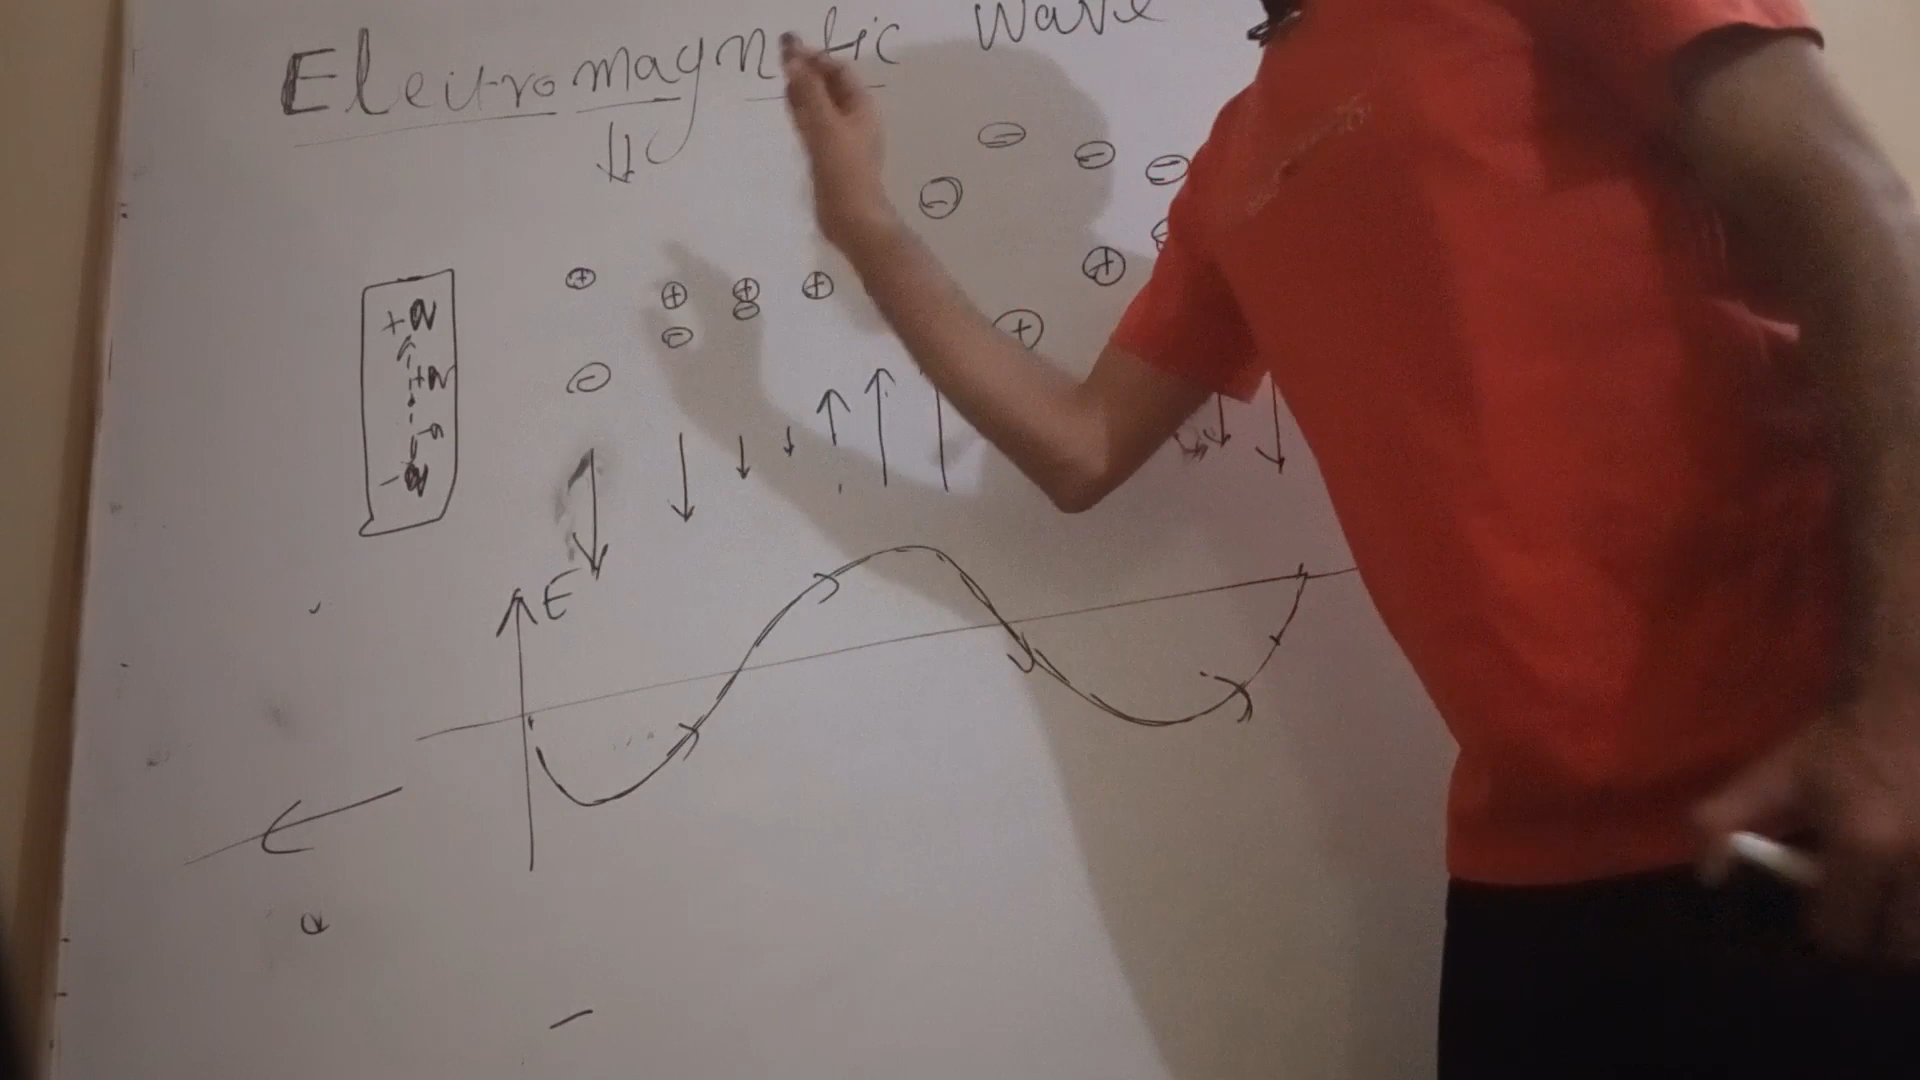 Electromagnetic Wave
⊖ ⊖ ⊖
⊖
⊕ ⊕ ⊕ ⊕ ⊕
⊖ ⊖
⊕
⊖
+
-
E